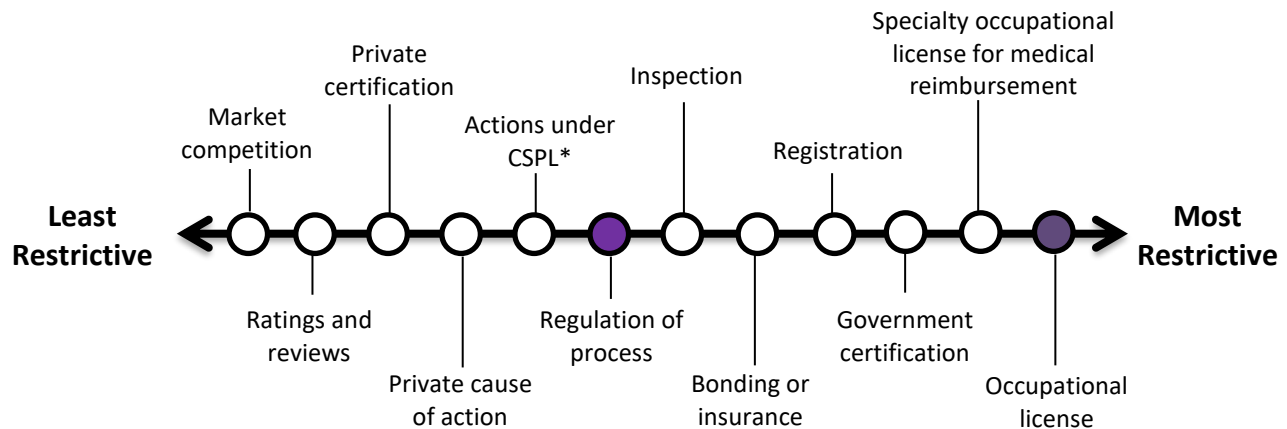 Specialty occupational
license for medical
reimbursement
Private
certification
Inspection
Market
competition
Actions under
CSPL*
Registration
Least
Restrictive
Most
Restrictive
Ratings and
reviews
Regulation of
process
Government
certification
Private cause
of action
Bonding or
insurance
Occupational
license